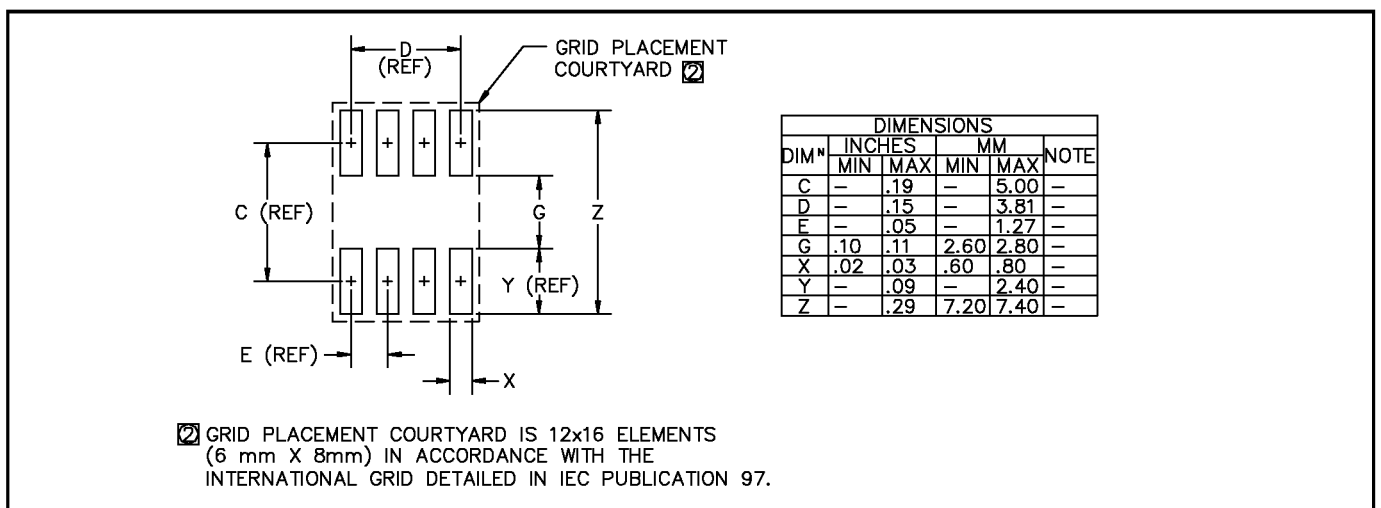 D
(REF)
GRID PLACEMENT
COURTYARD 2
C (REF)
G
Z
Y (REF)
E (REF)
X
DIMENSIONS
DIM N INCHES MM NOTE
MIN MAX MIN MAX
C – .19 – 5.00 –
D – .15 – 3.81 –
E – .05 – 1.27 –
G .10 .11 2.60 2.80 –
X .02 .03 .60 .80 –
Y – .09 – 2.40 –
Z – .29 7.20 7.40 –
2 GRID PLACEMENT COURTYARD IS 12x16 ELEMENTS
(6 mm X 8mm) IN ACCORDANCE WITH THE
INTERNATIONAL GRID DETAILED IN IEC PUBLICATION 97.